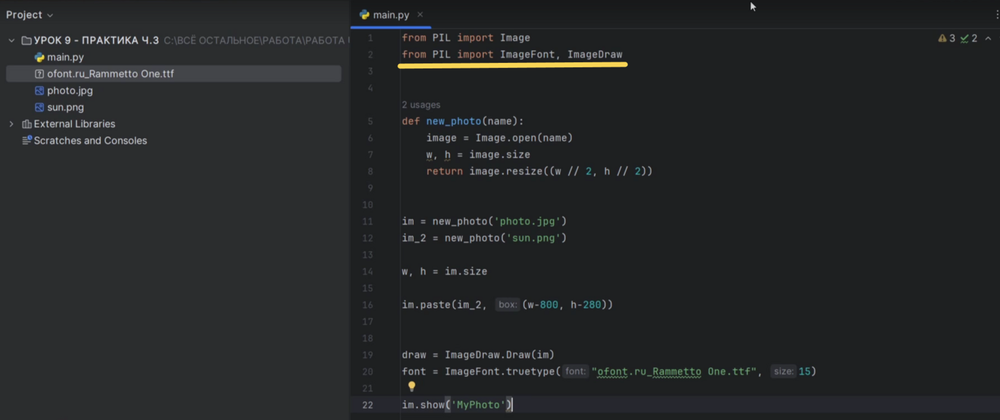 Project
УРОК 9 - ПРАКТИКА Ч.3 C:\ВСЁ ОСТАЛЬНОЕ\РАБОТА\РАБОТА
main.py
ofont.ru_Rammetto One.ttf
photo.jpg
sun.png
External Libraries
Scratches and Consoles
main.py
3 2
1 from PIL import Image
2 from PIL import ImageFont, ImageDraw
3
4
2 usages
5 def new_photo(name):
6 image = Image.open(name)
7 w, h = image.size
8 return image.resize((w // 2, h // 2))
9
10
11 im = new_photo('photo.jpg')
12 im_2 = new_photo('sun.png')
13
14 w, h = im.size
15
16 im.paste(im_2, box: (w-800, h-280))
17
18
19 draw = ImageDraw.Draw(im)
20 font = ImageFont.truetype( font: "ofont.ru_Rammetto One.ttf", size: 15)
21
22 im.show('MyPhoto')